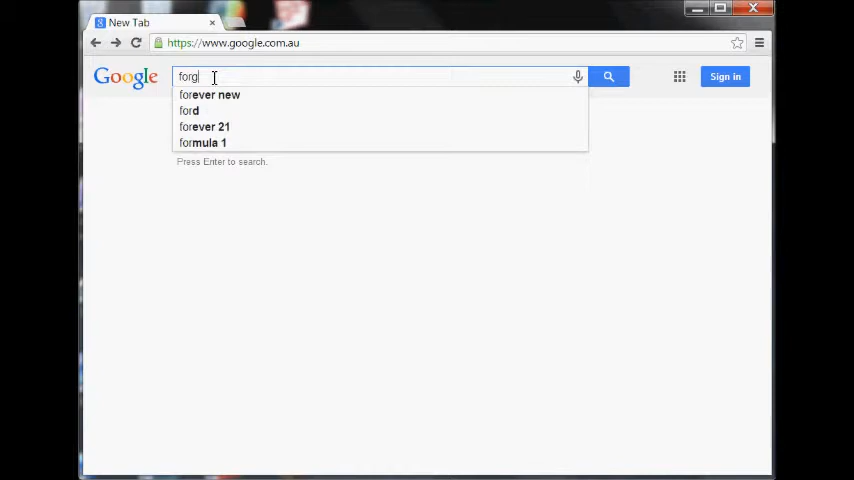 New Tab
https://www.google.com.au
Google forg Sign in
forever new
ford
forever 21
formula 1
Press Enter to search.